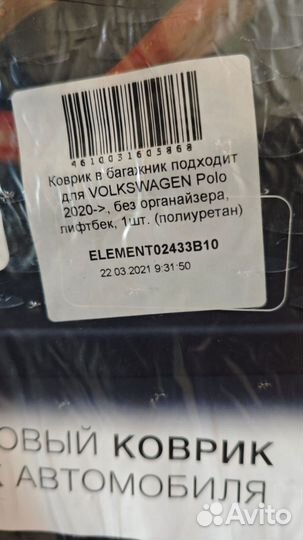 4610031605868
Коврик в багажник подходит
для VOLKSWAGEN Polo
2020->, без органайзера,
лифтбек, 1шт. (полиуретан)
ELEMENT02433B10
22.03.2021 9:31:50
ОВЫЙ КОВРИК
К АВТОМОБИЛЯ
Avito